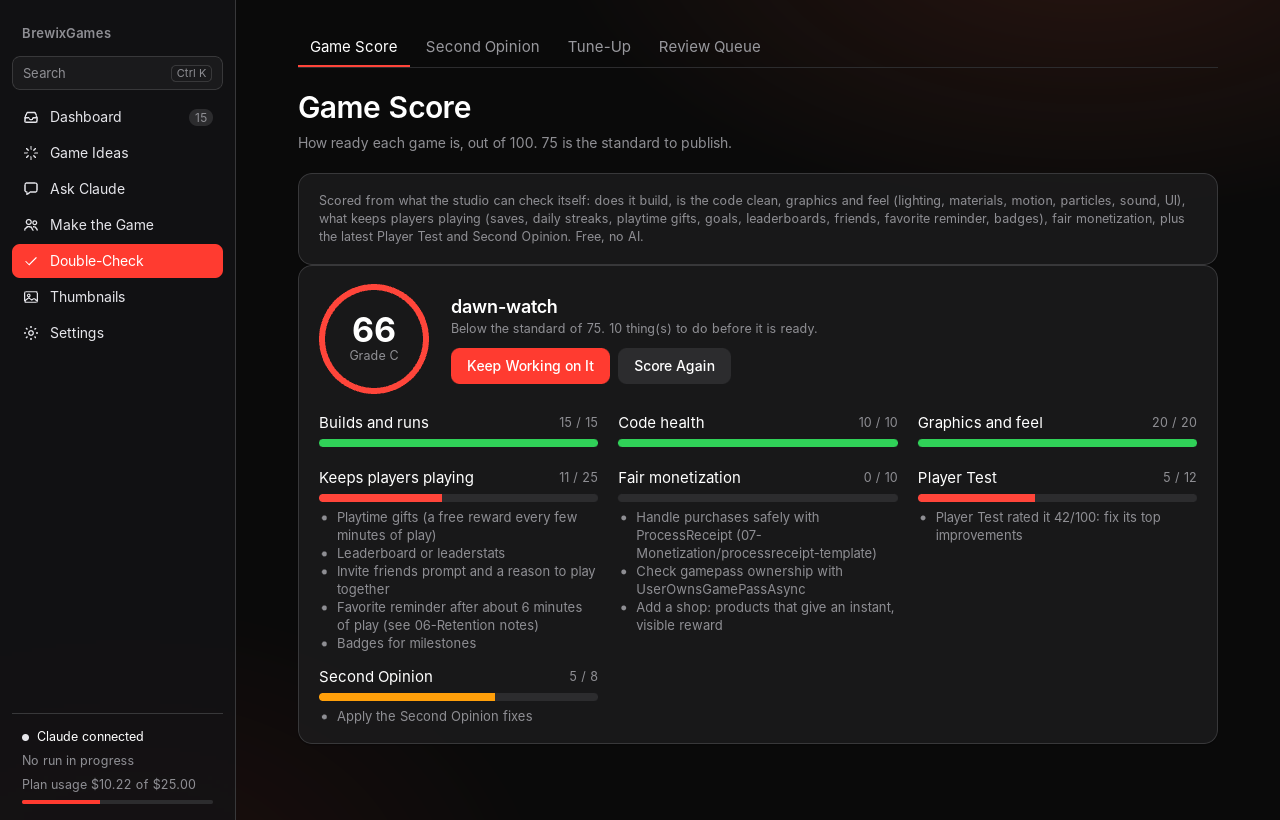 BrewixGames
Search
Ctrl K
Dashboard
15
Game Ideas
Ask Claude
Make the Game
Double-Check
Thumbnails
Settings
Claude connected
No run in progress
Plan usage $10.22 of $25.00
Game Score
Second Opinion
Tune-Up
Review Queue
Game Score
How ready each game is, out of 100. 75 is the standard to publish.
Scored from what the studio can check itself: does it build, is the code clean, graphics and feel (lighting, materials, motion, particles, sound, UI),
what keeps players playing (saves, daily streaks, playtime gifts, goals, leaderboards, friends, favorite reminder, badges), fair monetization, plus
the latest Player Test and Second Opinion. Free, no AI.
66
Grade C
dawn-watch
Below the standard of 75. 10 thing(s) to do before it is ready.
Keep Working on It
Score Again
Builds and runs
15 / 15
Code health
10 / 10
Graphics and feel
20 / 20
Keeps players playing
11 / 25
Playtime gifts (a free reward every few
minutes of play)
Leaderboard or leaderstats
Invite friends prompt and a reason to play
together
Favorite reminder after about 6 minutes
of play (see 06-Retention notes)
Badges for milestones
Fair monetization
0 / 10
Handle purchases safely with
ProcessReceipt (07-
Monetization/processreceipt-template)
Check gamepass ownership with
UserOwnsGamePassAsync
Add a shop: products that give an instant,
visible reward
Player Test
5 / 12
Player Test rated it 42/100: fix its top
improvements
Second Opinion
5 / 8
Apply the Second Opinion fixes